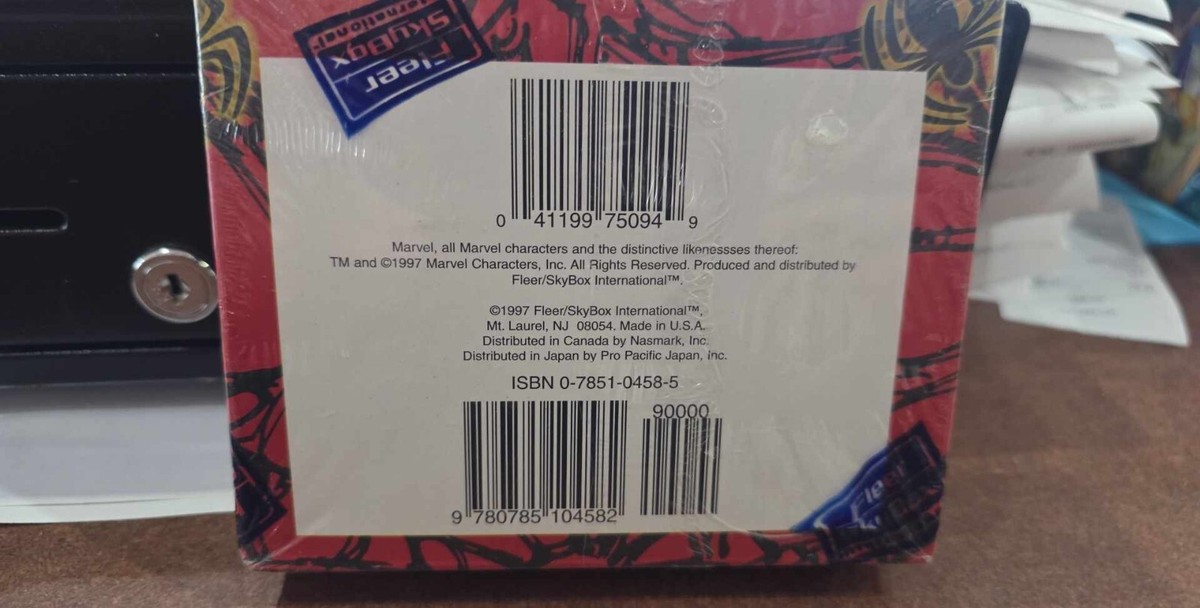 Fleer
SkyBox
International
0 41199 75094 9
Marvel, all Marvel characters and the distinctive likenessses thereof:
TM and ©1997 Marvel Characters, Inc. All Rights Reserved. Produced and distributed by
Fleer/SkyBox International™.
©1997 Fleer/SkyBox International™,
Mt. Laurel, NJ 08054. Made in U.S.A.
Distributed in Canada by Nasmark, Inc.
Distributed in Japan by Pro Pacific Japan, Inc.
ISBN 0-7851-0458-5
90000
9 780785 104582